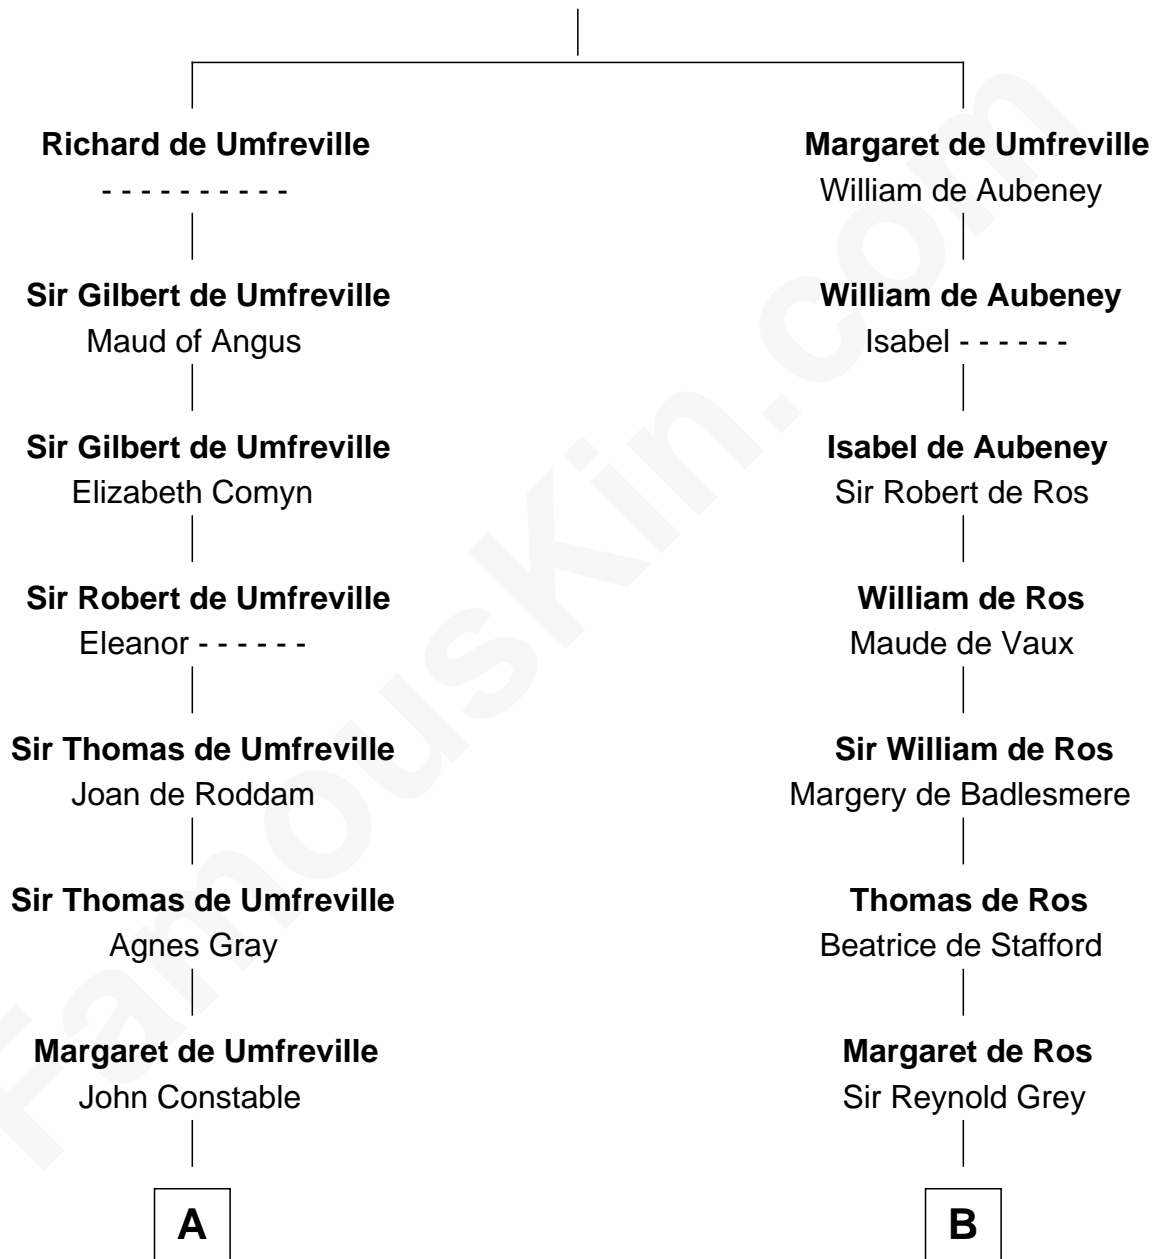 Richard de Umfreville
- - - - - - - - - -
Sir Gilbert de Umfreville
Maud of Angus
Sir Gilbert de Umfreville
Elizabeth Comyn
Sir Robert de Umfreville
Eleanor - - - - - -
Sir Thomas de Umfreville
Joan de Roddam
Sir Thomas de Umfreville
Agnes Gray
Margaret de Umfreville
John Constable
A
Margaret de Umfreville
William de Aubeney
William de Aubeney
Isabel - - - - - -
Isabel de Aubeney
Sir Robert de Ros
William de Ros
Maude de Vaux
Sir William de Ros
Margery de Badlesmere
Thomas de Ros
Beatrice de Stafford
Margaret de Ros
Sir Reynold Grey
B
FamousKin.com